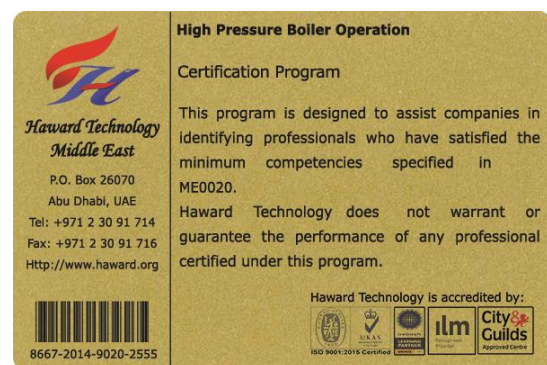 Haward Technology
Middle East
P.O. Box 26070
Abu Dhabi, UAE
Tel: +971 2 30 91 714
Fax: +971 2 30 91 716
Http://www.haward.org
8667-2014-9020-2555
High Pressure Boiler Operation
Certification Program
This program is designed to assist companies in
identifying professionals who have satisfied the
minimum competencies specified in
ME0020.
Haward Technology does not warrant or
guarantee the performance of any professional
certified under this program.
Haward Technology is accredited by:
UKAS
ISO 9001:2015 Certified
ilm
City &
Guilds
Approved Centre